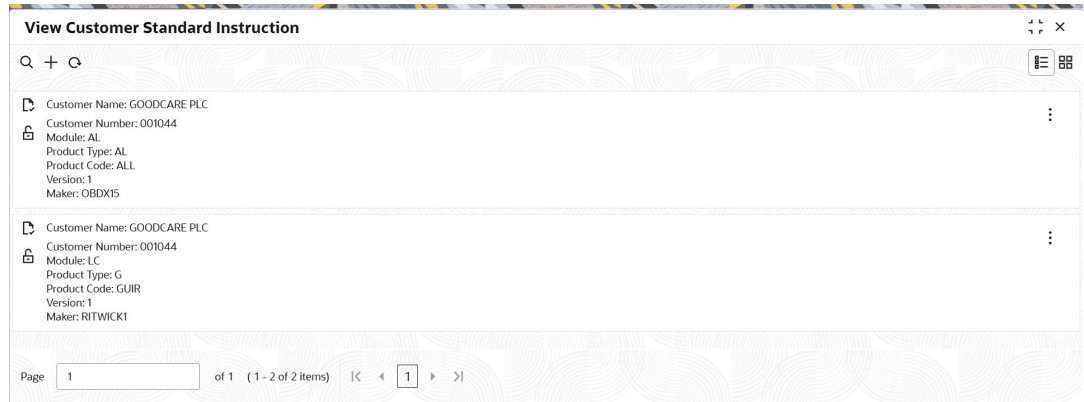 View Customer Standard Instruction
Customer Name: GOODCARE PLC
Customer Number: 001044
Module: AL
Product Type: AL
Product Code: ALL
Version: 1
Maker: OBDX15
Customer Name: GOODCARE PLC
Customer Number: 001044
Module: LC
Product Type: G
Product Code: GUIR
Version: 1
Maker: RITWICK1
Page 1 of 1 ( 1 - 2 of 2 items) 1